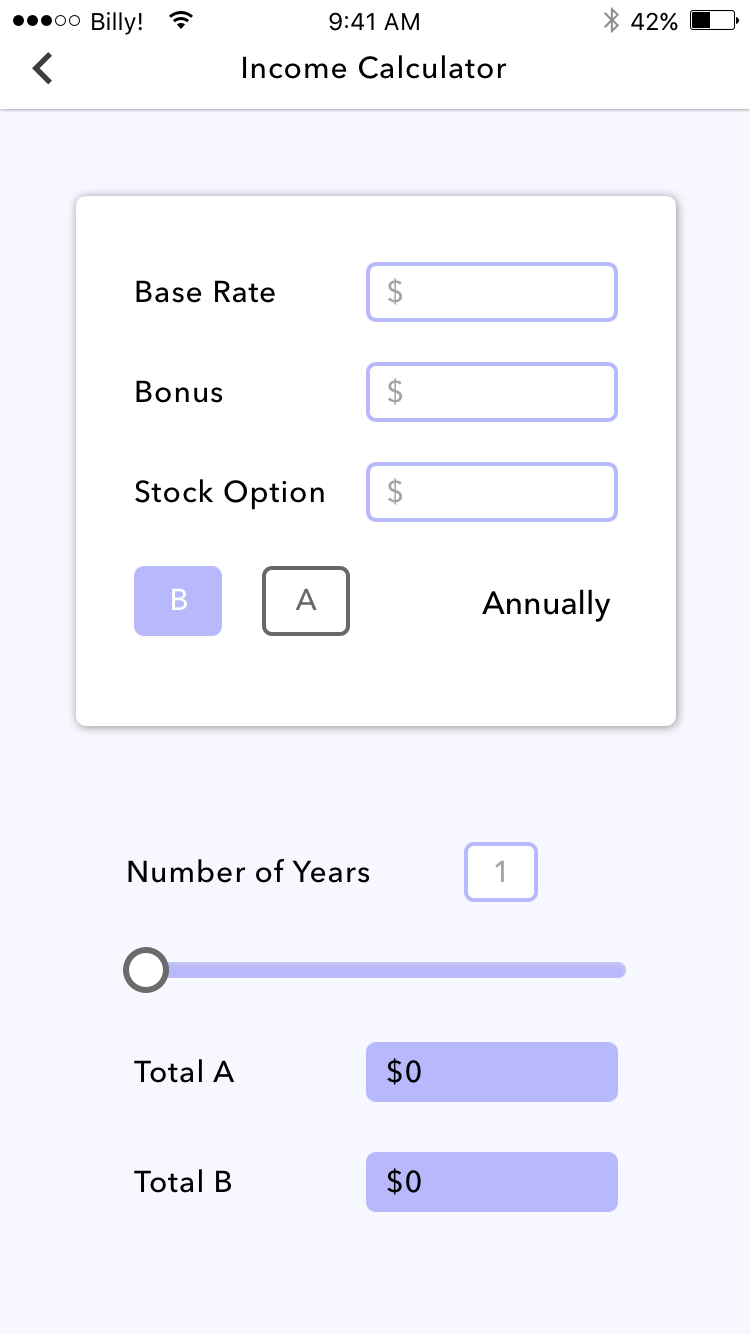 Billy! 9:41 AM 42%
Income Calculator
Base Rate $
Bonus $
Stock Option $
B A Annually
Number of Years 1
Total A $0
Total B $0